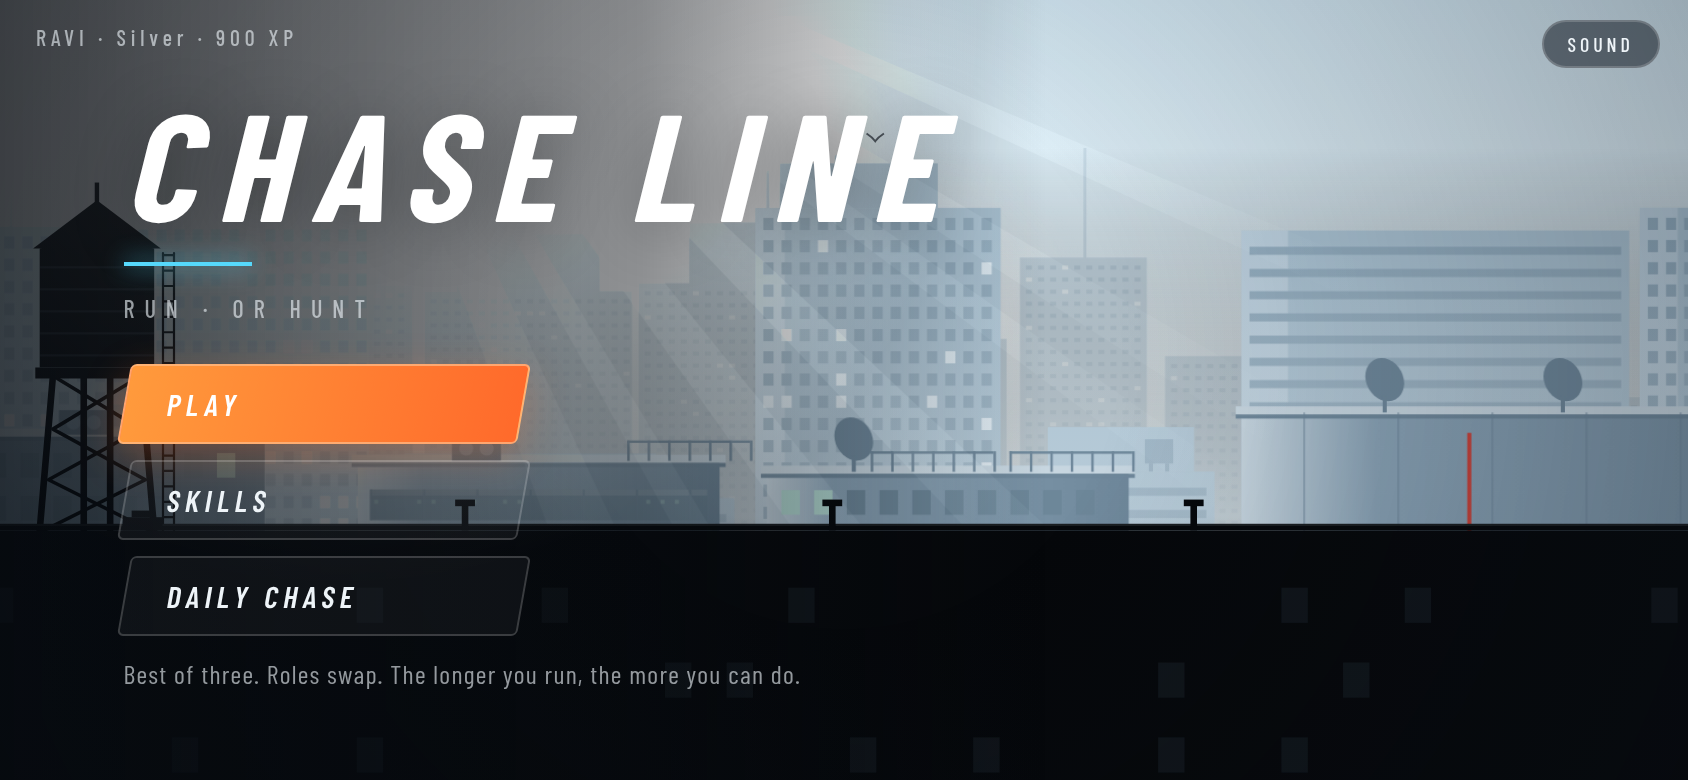 RAVI · Silver · 900 XP
SOUND
CHASE LINE
RUN · OR HUNT
PLAY
SKILLS
DAILY CHASE
Best of three. Roles swap. The longer you run, the more you can do.